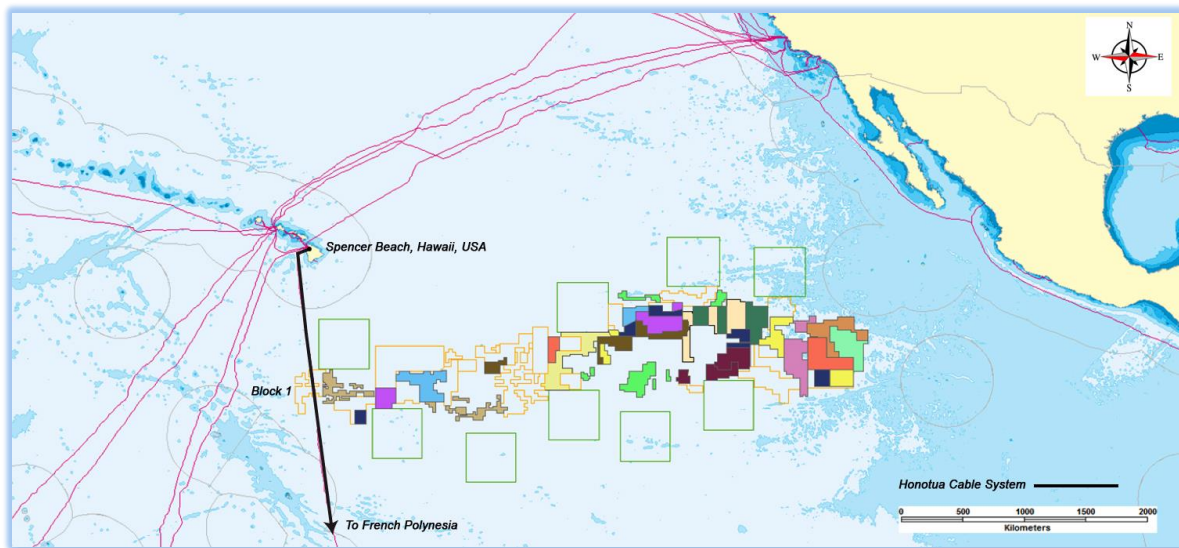 N
W E
S
Spencer Beach, Hawaii, USA
Block 1
Honotua Cable System
To French Polynesia
0 500 1000 1500 2000
Kilometers